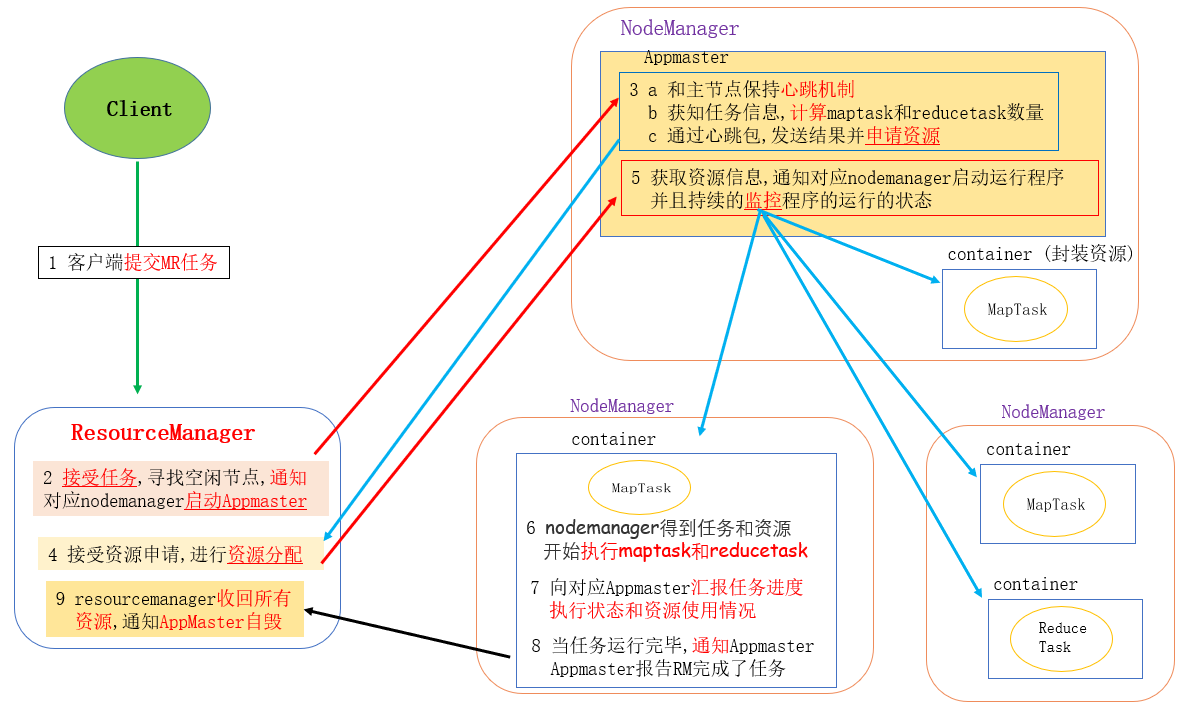 Client
1 客户端提交MR任务
ResourceManager
2 接受任务,寻找空闲节点,通知
对应nodemanager启动Appmaster
4 接受资源申请,进行资源分配
9 resourcemanager收回所有
资源,通知AppMaster自毁
NodeManager
Appmaster
3 a 和主节点保持心跳机制
b 获知任务信息,计算maptask和reducetask数量
c 通过心跳包,发送结果并申请资源
5 获取资源信息,通知对应nodemanager启动运行程序
并且持续的监控程序的运行的状态
container (封装资源)
MapTask
NodeManager
container
MapTask
6 nodemanager得到任务和资源
开始执行maptask和reducetask
7 向对应Appmaster汇报任务进度
执行状态和资源使用情况
8 当任务运行完毕,通知Appmaster
Appmaster报告RM完成了任务
NodeManager
container
MapTask
container
Reduce
Task